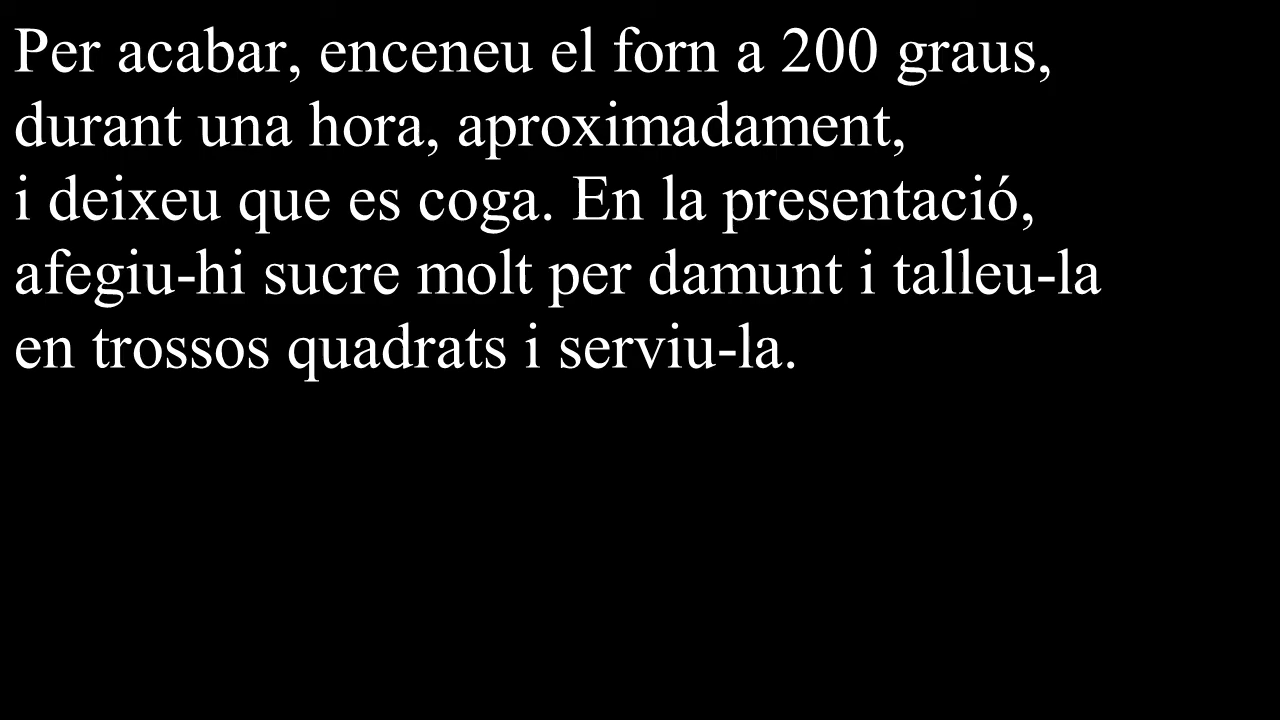 Per acabar, enceneu el forn a 200 graus,
durant una hora, aproximadament,
i deixeu que es coga. En la presentació,
afegiu-hi sucre molt per damunt i talleu-la
en trossos quadrats i serviu-la.